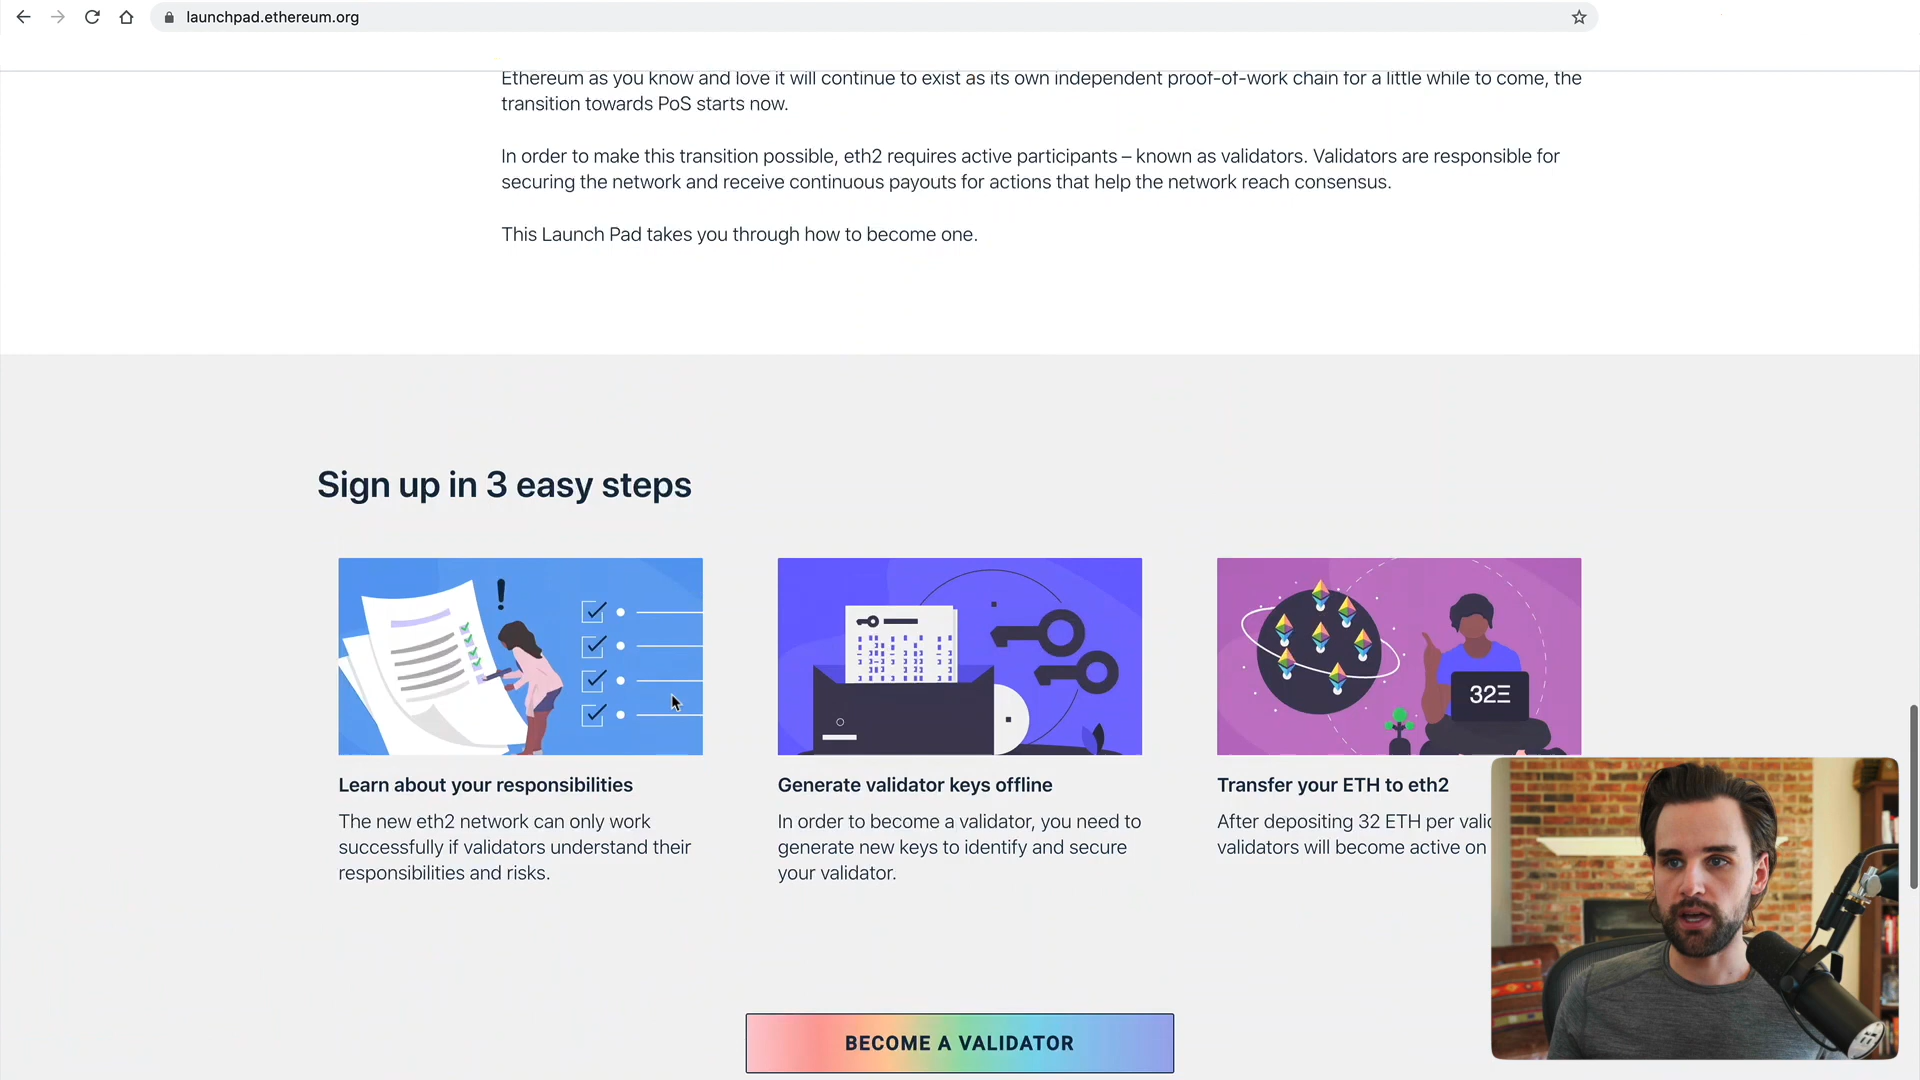 launchpad.ethereum.org
Ethereum as you know and love it will continue to exist as its own independent proof-of-work chain for a little while to come, the
transition towards PoS starts now.
In order to make this transition possible, eth2 requires active participants – known as validators. Validators are responsible for
securing the network and receive continuous payouts for actions that help the network reach consensus.
This Launch Pad takes you through how to become one.
Sign up in 3 easy steps
32Ξ
Learn about your responsibilities
The new eth2 network can only work
successfully if validators understand their
responsibilities and risks.
Generate validator keys offline
In order to become a validator, you need to
generate new keys to identify and secure
your validator.
Transfer your ETH to eth2
After depositing 32 ETH per
validators will become active on
BECOME A VALIDATOR